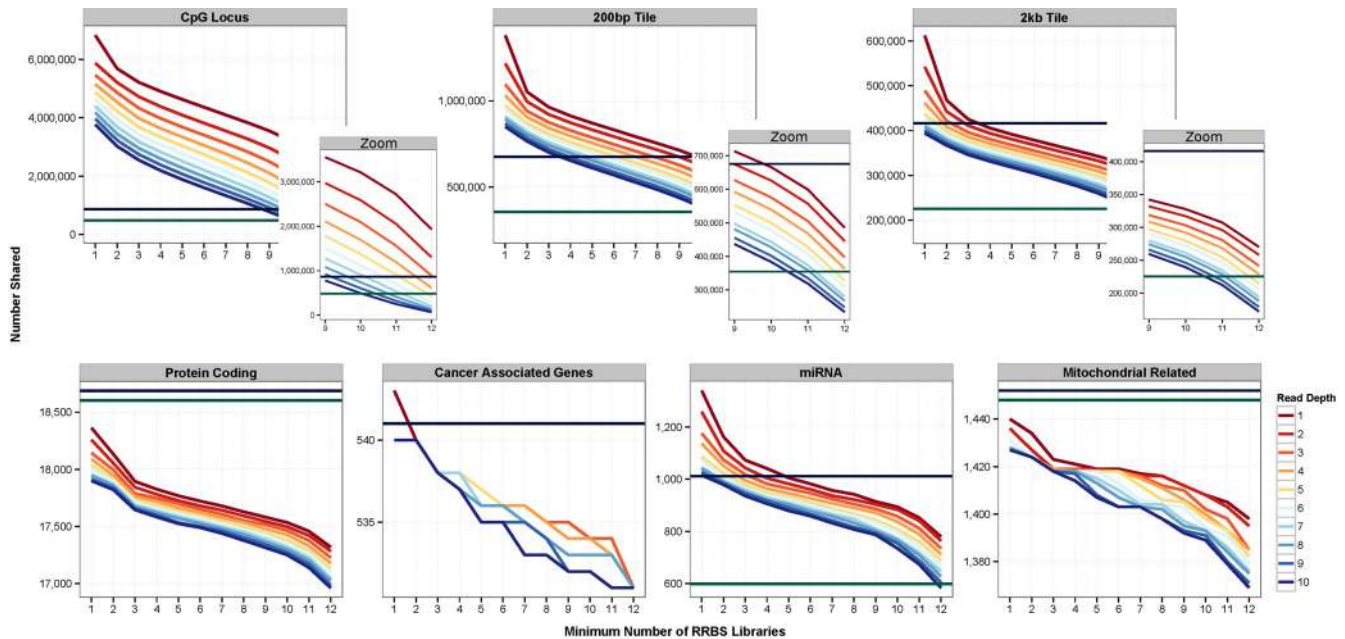 CpG Locus
6,000,000
4,000,000
2,000,000
0
1 2 3 4 5 6 7 8 9
Zoom
3,000,000
2,000,000
1,000,000
0
9 10 11 12
200bp Tile
1,000,000
500,000
1 2 3 4 5 6 7 8 9
Zoom
700,000
600,000
500,000
400,000
300,000
9 10 11 12
2kb Tile
600,000
500,000
400,000
300,000
200,000
1 2 3 4 5 6 7 8 9
Zoom
400,000
350,000
300,000
250,000
200,000
9 10 11 12
Number Shared
Protein Coding
18,500
18,000
17,500
17,000
1 2 3 4 5 6 7 8 9 10 11 12
Cancer Associated Genes
540
535
1 2 3 4 5 6 7 8 9 10 11 12
miRNA
1,200
1,000
800
600
1 2 3 4 5 6 7 8 9 10 11 12
Mitochondrial Related
1,440
1,420
1,400
1,380
1 2 3 4 5 6 7 8 9 10 11 12
Read Depth
1
2
3
4
5
6
7
8
9
10
Minimum Number of RRBS Libraries